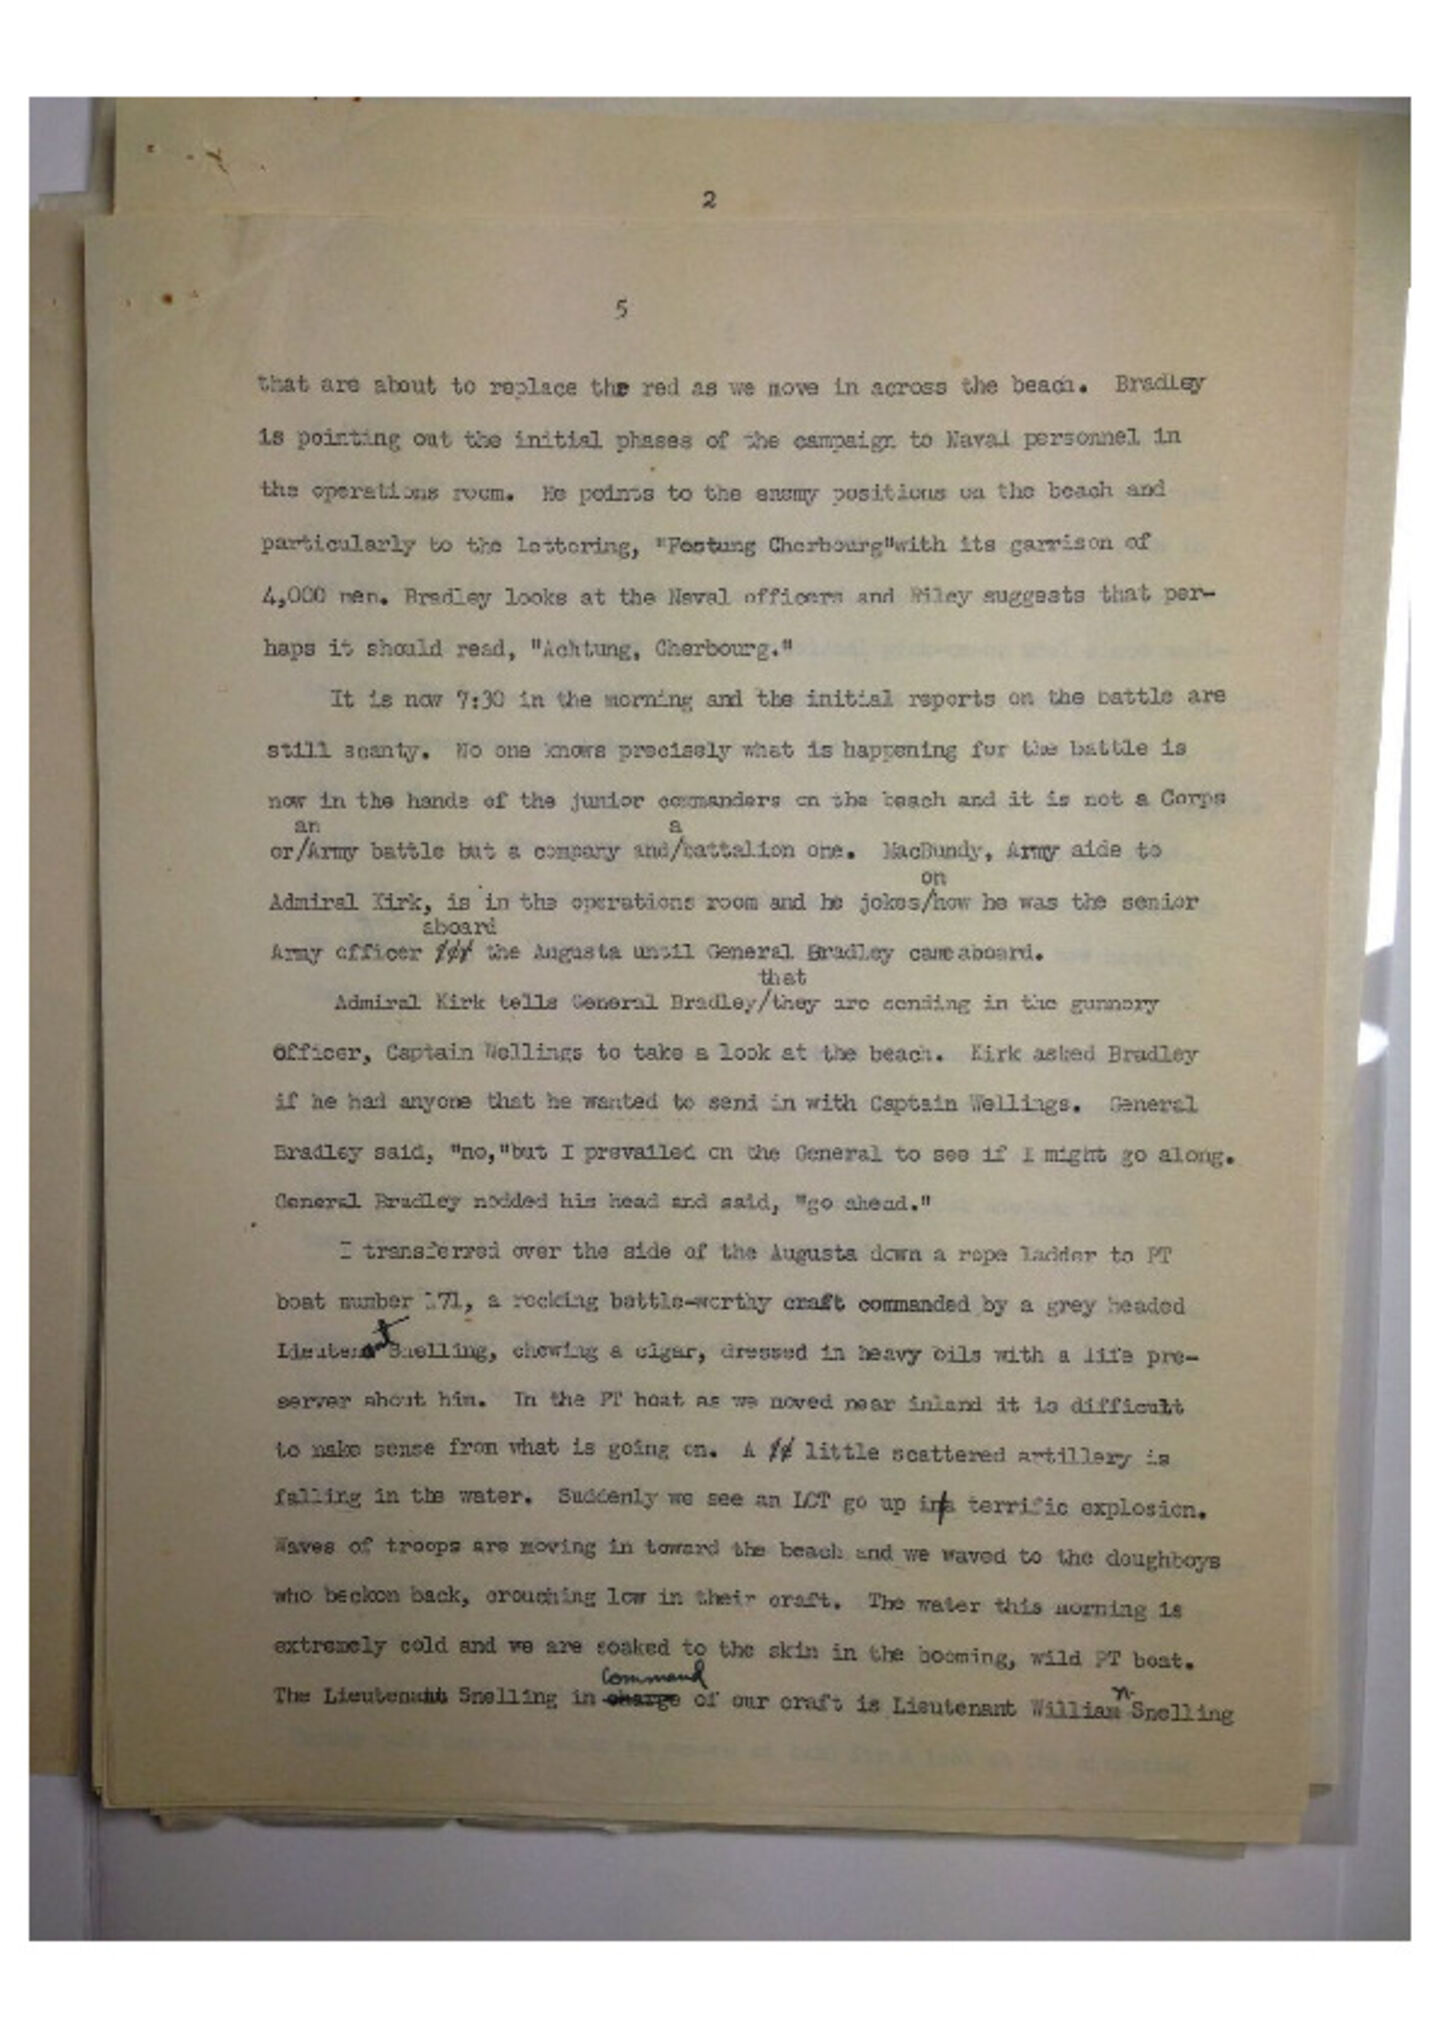 2
5
that are about to replace the red as we move in across the beach. Bradley
is pointing out the initial phases of the campaign to Naval personnel in
the operations room. He points to the enemy positions on the beach and
particularly to the lettering, "Festung Cherbourg"with its garrison of
4,000 men. Bradley looks at the Naval officers and Wiley suggests that per-
haps it should read, "Achtung, Cherbourg."
It is now 7:30 in the morning and the initial reports on the battle are
still scanty. No one knows precisely what is happening for the battle is
now in the hands of the junior commanders on the beach and it is not a Corps
an a
or/Army battle but a company and/battalion one. MacBundy, Army aide to
on
Admiral Kirk, is in the operations room and he jokes/how he was the senior
aboard
Army officer the Augusta until General Bradley came aboard.
that
Admiral Kirk tells General Bradley/they are sending in the gunnery
officer, Captain Wellings to take a look at the beach. Kirk asked Bradley
if he had anyone that he wanted to send in with Captain Wellings. General
Bradley said, "no,"but I prevailed on the General to see if I might go along.
General Bradley nodded his head and said, "go ahead."
I transferred over the side of the Augusta down a rope ladder to PT
boat number 171, a rocking battle-worthy craft commanded by a grey headed
Lieutenant Snelling, chewing a cigar, dressed in heavy oils with a life pre-
server about him. In the PT boat as we moved near inland it is difficult
to make sense from what is going on. A little scattered artillery is
falling in the water. Suddenly we see an LCT go up in/a terrific explosion.
Waves of troops are moving in toward the beach and we waved to the doughboys
who beckon back, crouching low in their craft. The water this morning is
extremely cold and we are soaked to the skin in the booming, wild PT boat.
Command
The Lieutenant Snelling in charge of our craft is Lieutenant William Snelling